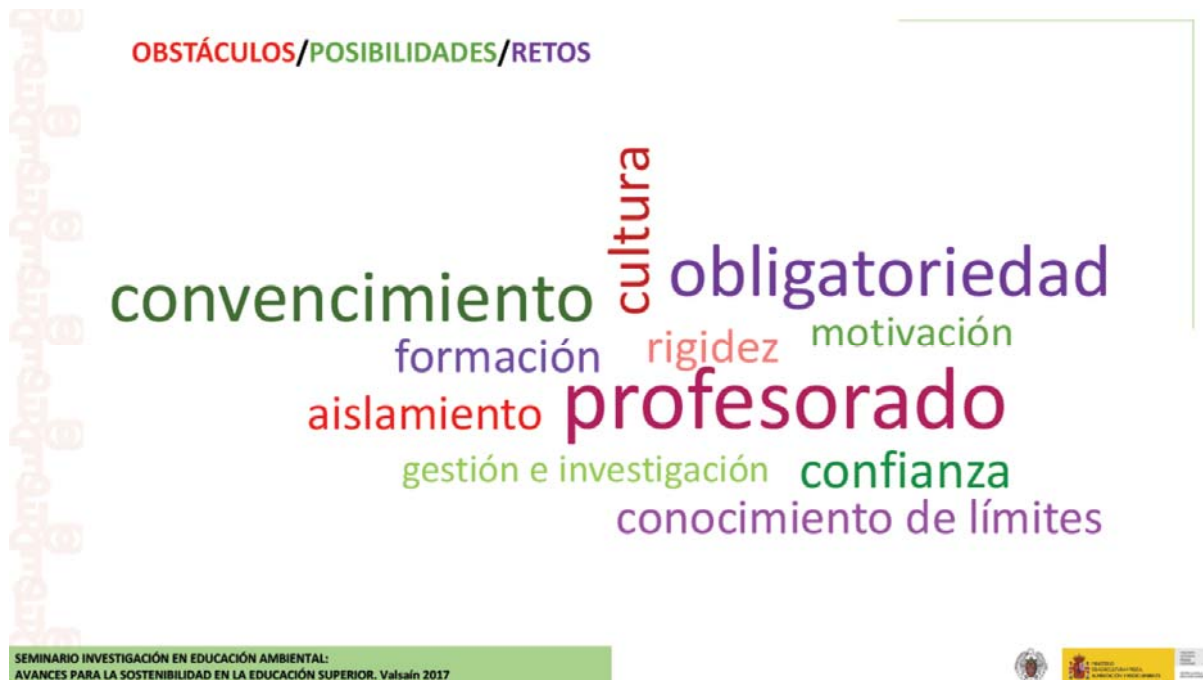 OBSTÁCULOS/POSIBILIDADES/RETOS
cultura
convencimiento
obligatoriedad
formación
rigidez
motivación
aislamiento
profesorado
gestión e investigación
confianza
conocimiento de límites
SEMINARIO INVESTIGACIÓN EN EDUCACIÓN AMBIENTAL:
AVANCES PARA LA SOSTENIBILIDAD EN LA EDUCACIÓN SUPERIOR. Valsaín 2017